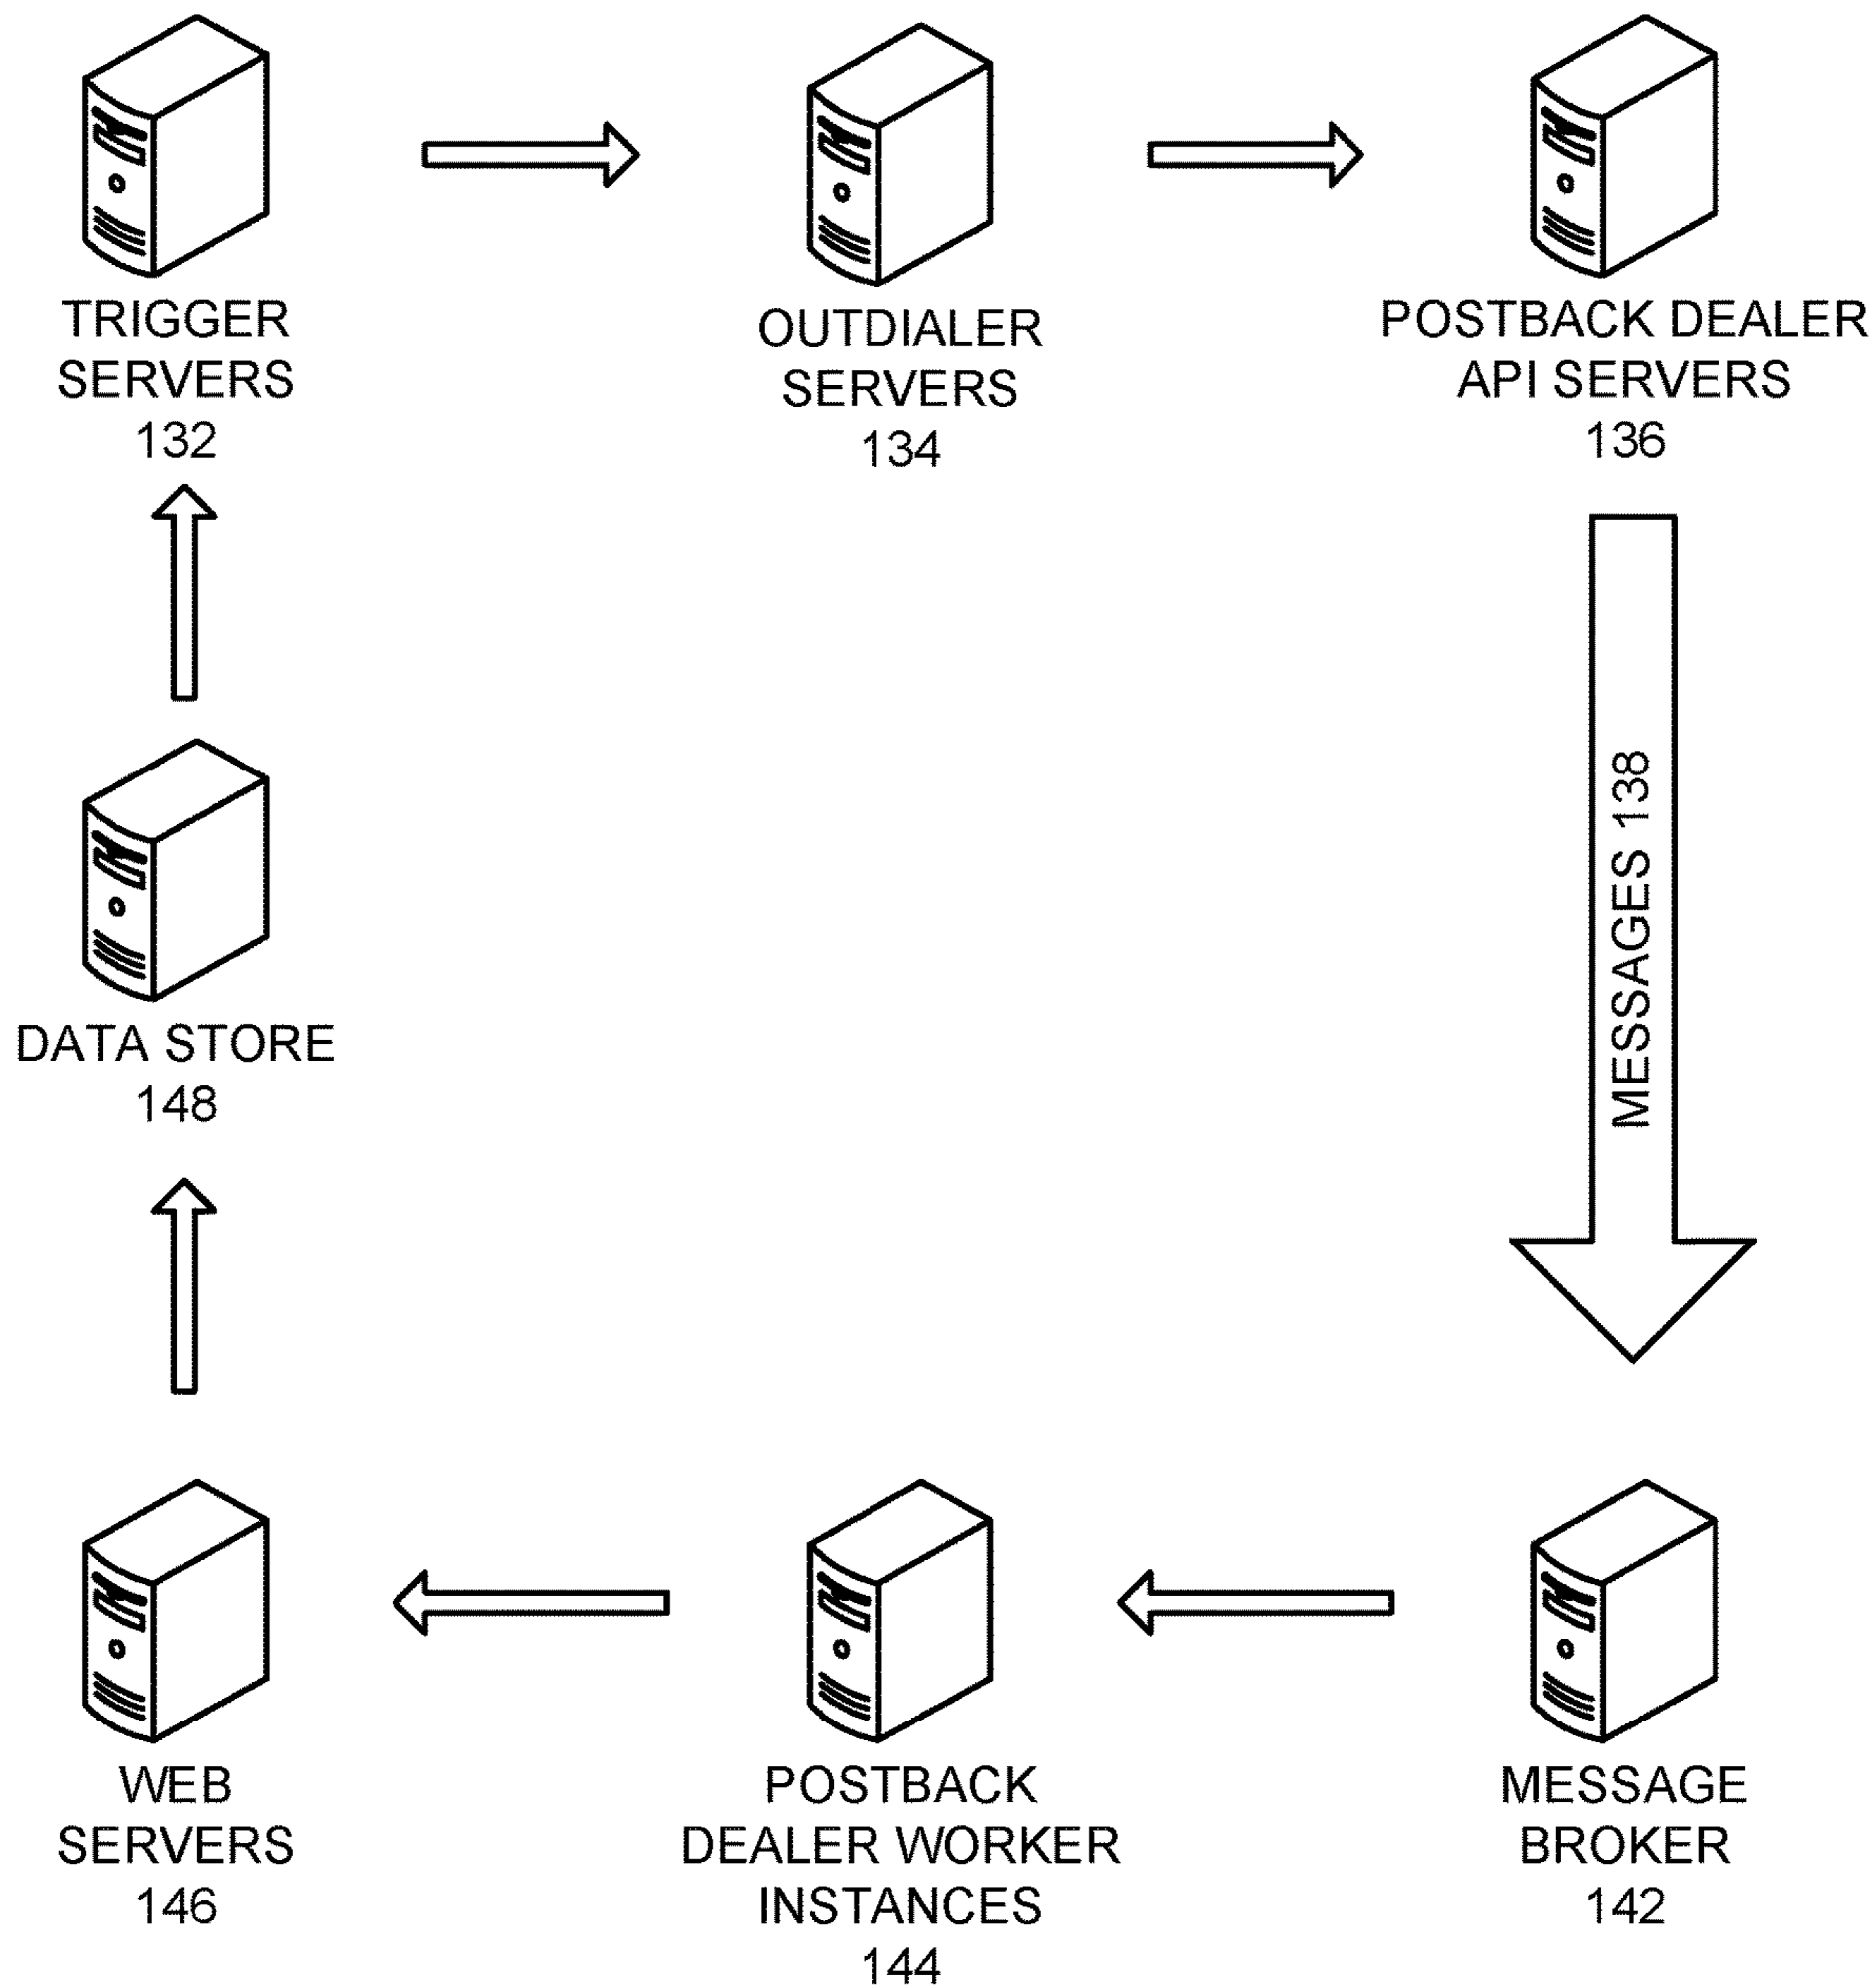 TRIGGER
SERVERS
132
OUTDIALER
SERVERS
134
POSTBACK DEALER
API SERVERS
136
MESSAGES 138
DATA STORE
148
WEB
SERVERS
146
POSTBACK
DEALER WORKER
INSTANCES
144
MESSAGE
BROKER
142